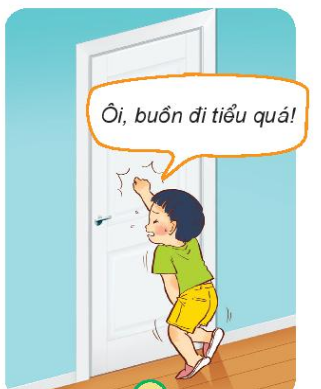 Ôi, buồn đi tiểu quá!